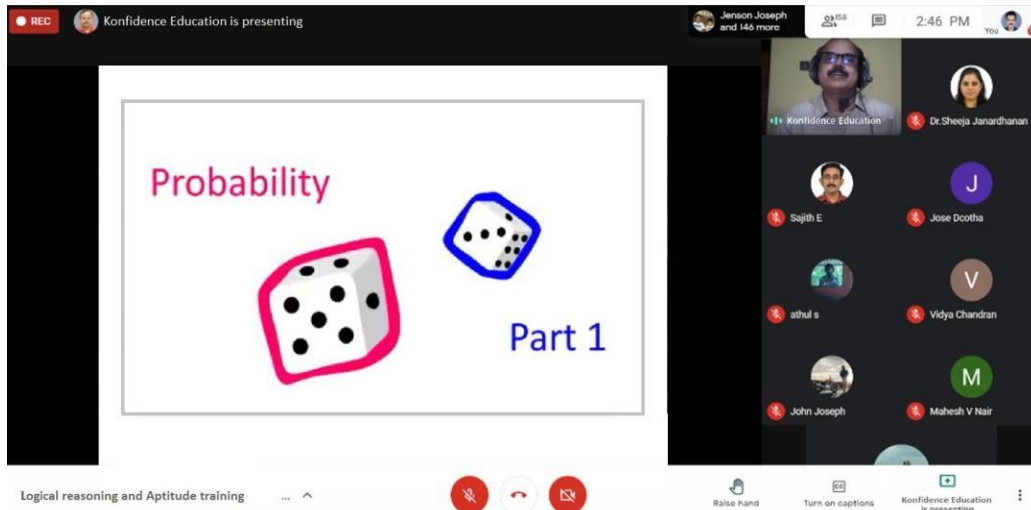 REC
Konfidence Education is presenting
Jenson Joseph
and 146 more
158
2:46 PM
You
Probability
Part 1
Konfidence Education
Dr.Sheeja Janardhanan
Sajith E
J
Jose Dcotha
athul s
V
Vidya Chandran
John Joseph
M
Mahesh V Nair
Logical reasoning and Aptitude training
...
Raise hand
CC
Turn on captions
Konfidence Education
is presenting